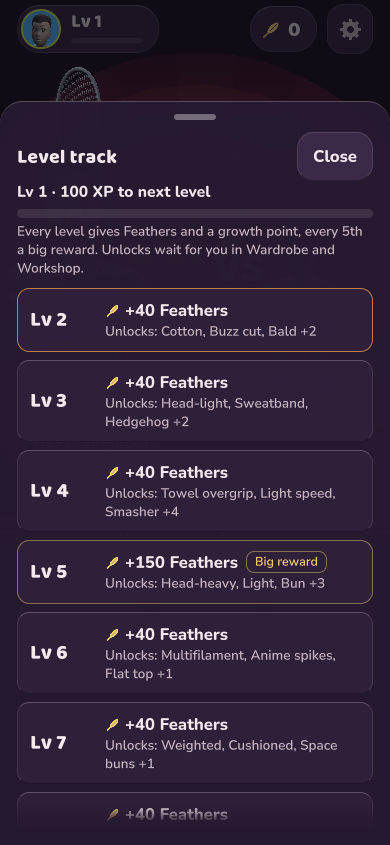 Lv 1
0
Level track
Close
Lv 1 · 100 XP to next level
Every level gives Feathers and a growth point, every 5th
a big reward. Unlocks wait for you in Wardrobe and
Workshop.
Lv 2
+40 Feathers
Unlocks: Cotton, Buzz cut, Bald +2
Lv 3
+40 Feathers
Unlocks: Head-light, Sweatband,
Hedgehog +2
Lv 4
+40 Feathers
Unlocks: Towel overgrip, Light speed,
Smasher +4
Lv 5
+150 Feathers Big reward
Unlocks: Head-heavy, Light, Bun +3
Lv 6
+40 Feathers
Unlocks: Multifilament, Anime spikes,
Flat top +1
Lv 7
+40 Feathers
Unlocks: Weighted, Cushioned, Space
buns +1
+40 Feathers